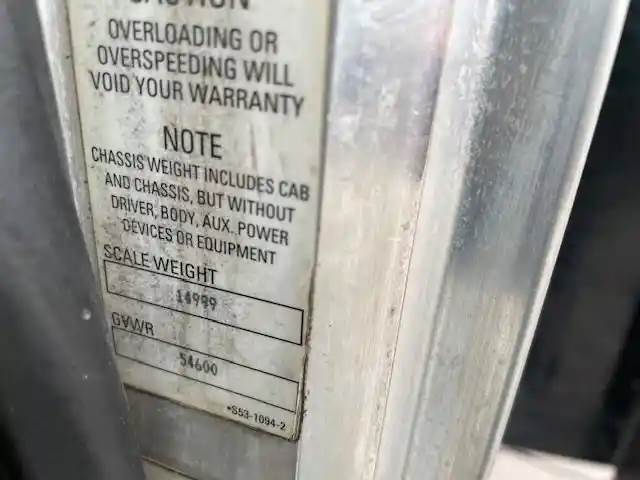 CAUTION
OVERLOADING OR
OVERSPEEDING WILL
VOID YOUR WARRANTY
NOTE
CHASSIS WEIGHT INCLUDES CAB
AND CHASSIS, BUT WITHOUT
DRIVER, BODY, AUX. POWER
DEVICES OR EQUIPMENT
SCALE WEIGHT
14999
GVWR
54600
*S53-1094-2